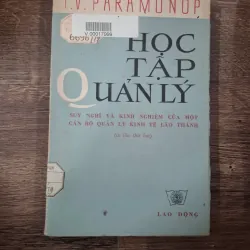 I.V. PARAMÔNỐP
HỌC
TẬP
QUẢN LÝ
SUY NGHĨ VÀ KINH NGHIỆM CỦA MỘT
CÁN BỘ QUẢN LÝ KINH TẾ LÃO THÀNH
LAO ĐỘNG